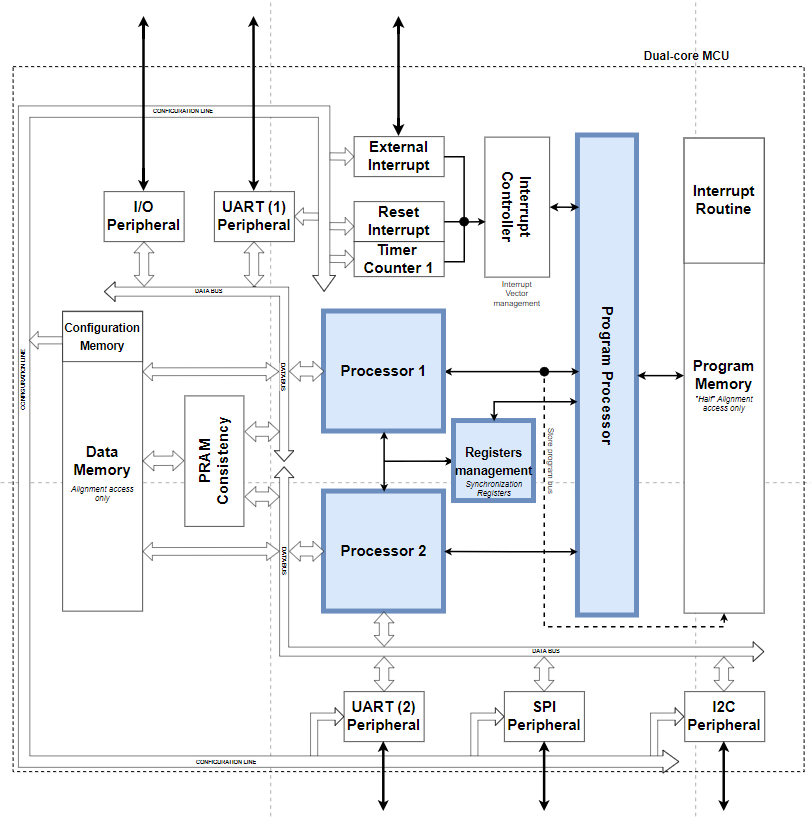 Dual-core MCU
CONFIGURATION LINE
External
Interrupt
Interrupt
Controller
Interrupt
Routine
I/O
Peripheral
UART (1)
Peripheral
Reset
Interrupt
Timer
Counter 1
Interrupt
Vector
management
DATA BUS
Configuration
Memory
CONFIGURATION LINE
Processor 1
DATA BUS
Program Processor
Program
Memory
"Half" Alignment
access only
Data
Memory
Alignment access
only
PRAM
Consistency
Registers
management
Synchronization
Registers
Store program bus
Processor 2
DATA BUS
DATA BUS
UART (2)
Peripheral
SPI
Peripheral
I2C
Peripheral
CONFIGURATION LINE